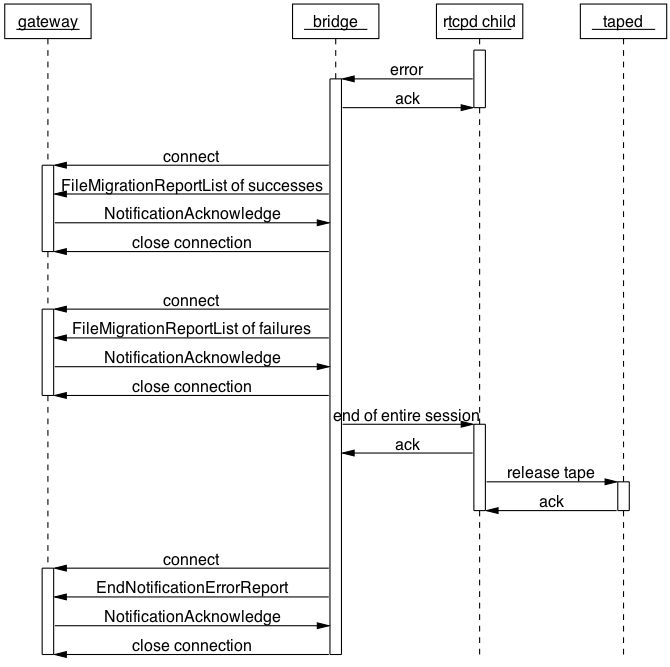 gateway
bridge
rtcpd child
taped
error
ack
connect
FileMigrationReportList of successes
NotificationAcknowledge
close connection
connect
FileMigrationReportList of failures
NotificationAcknowledge
close connection
end of entire session
ack
release tape
ack
connect
EndNotificationErrorReport
NotificationAcknowledge
close connection